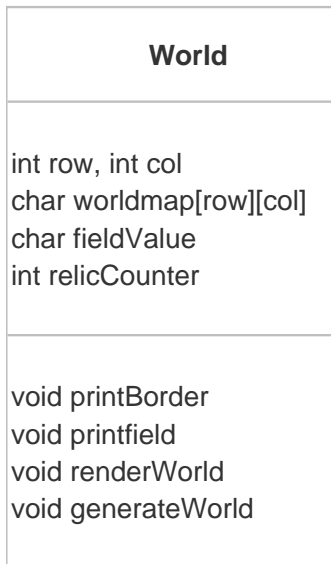 World
int row, int col
char worldmap[row][col]
char fieldValue
int relicCounter
void printBorder
void printfield
void renderWorld
void generateWorld